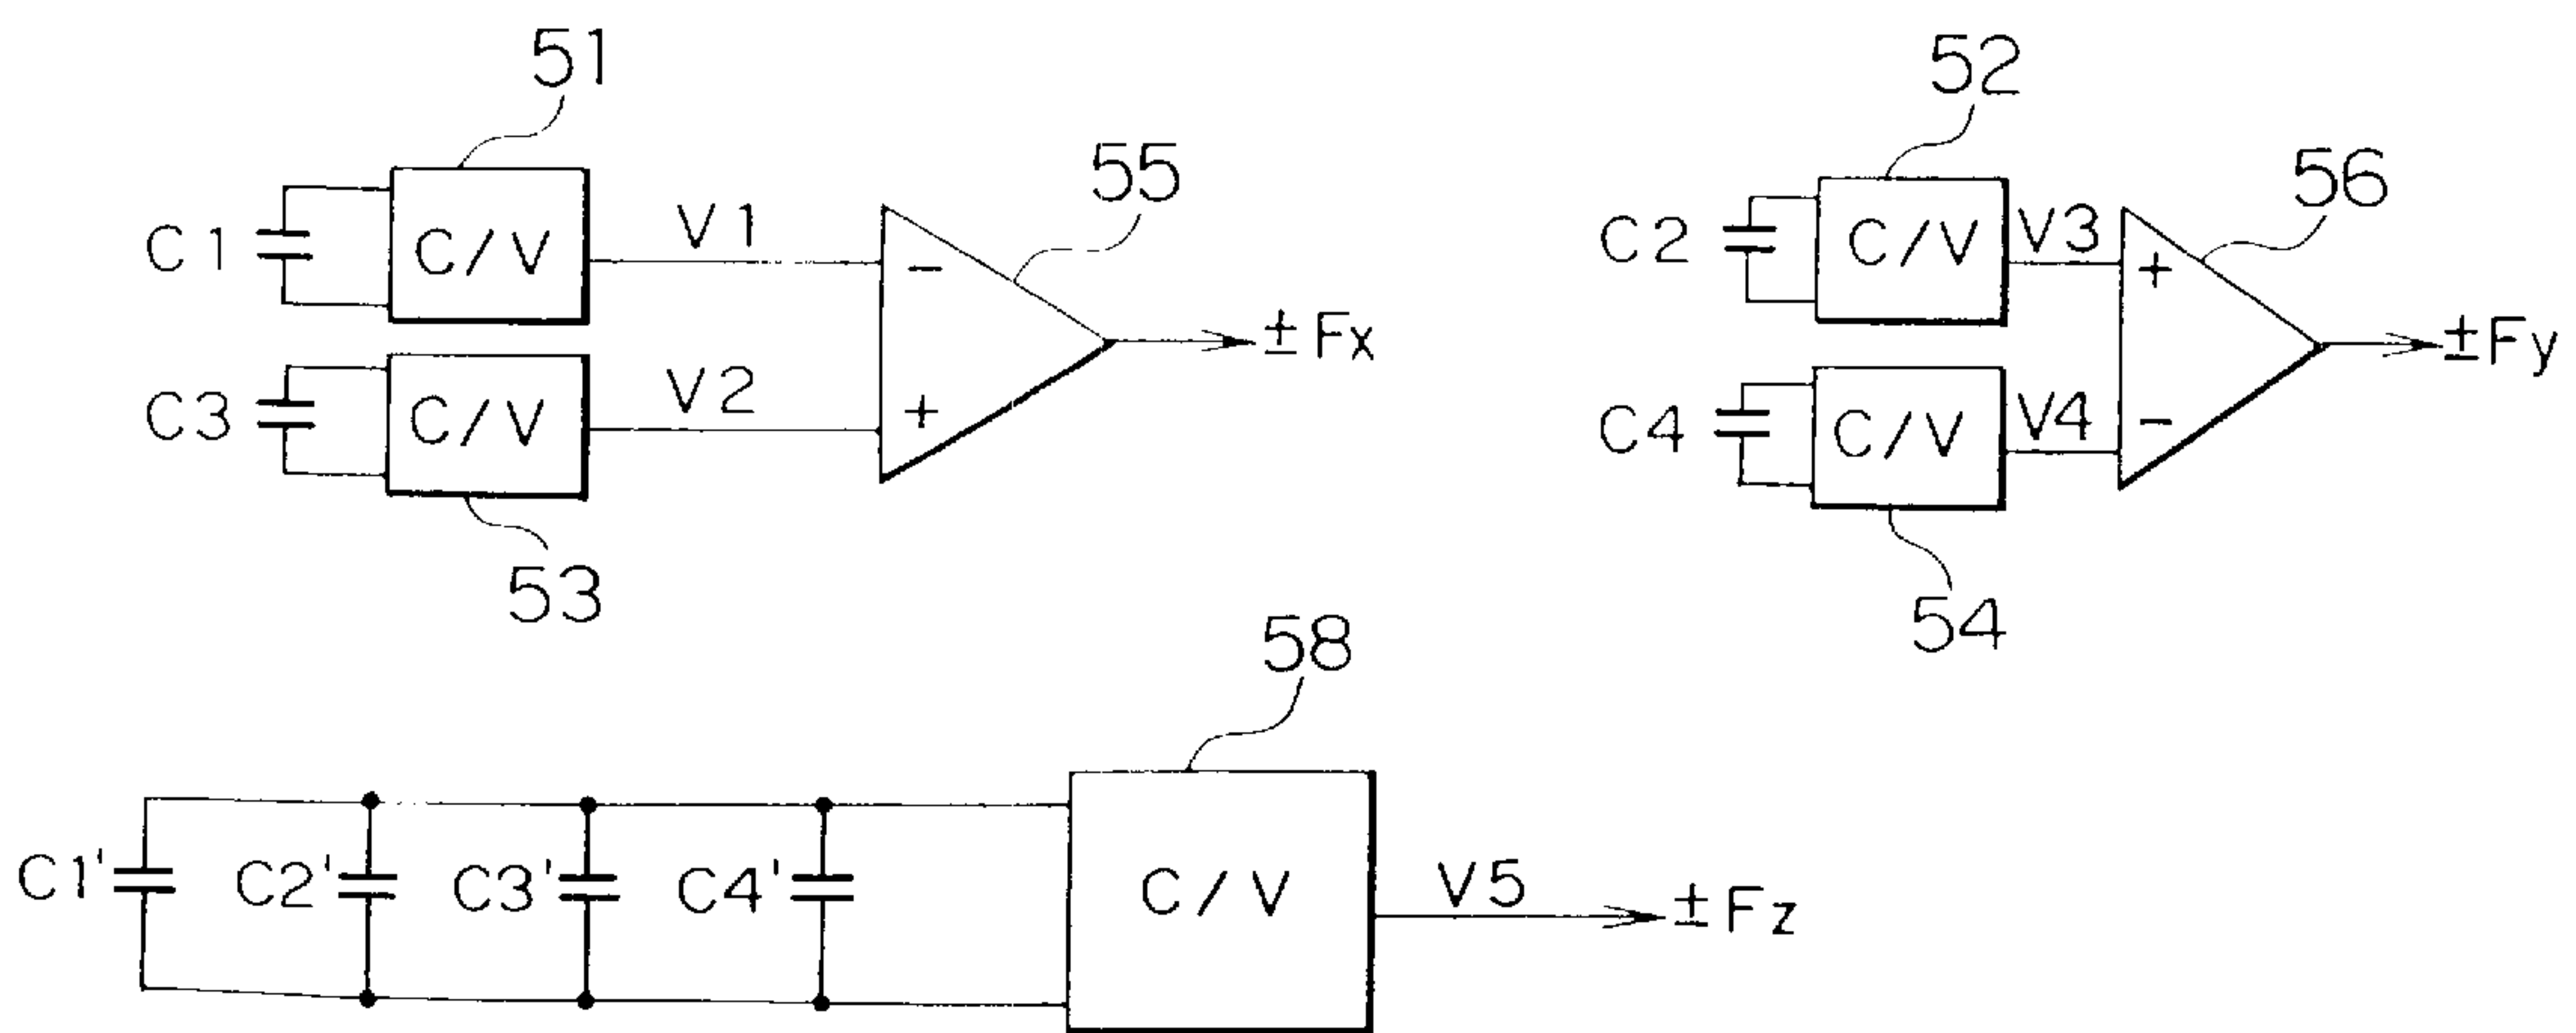 51
C1
C/V
V1
55
C3
C/V
V2
-
+
± Fx
53
52
C2
C/V
V3
56
C4
C/V
V4
+
-
±Fy
54
58
C1'
C2'
C3'
C4'
C/V
V5
±Fz